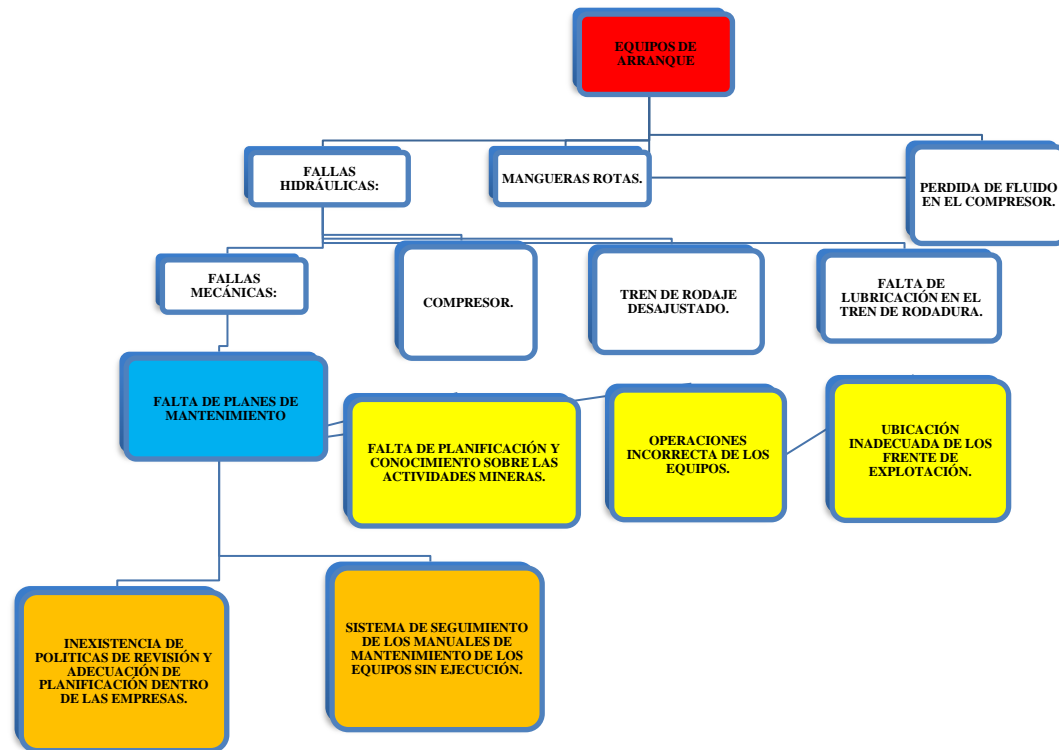 EQUIPOS DE
ARRANQUE
FALLAS
HIDRÁULICAS:
MANGUERAS ROTAS.
PERDIDA DE FLUIDO
EN EL COMPRESOR.
FALLAS
MECÁNICAS:
COMPRESOR.
TREN DE RODAJE
DESAJUSTADO.
FALTA DE
LUBRICACIÓN EN EL
TREN DE RODADURA.
FALTA DE PLANES DE
MANTENIMIENTO
FALTA DE PLANIFICACIÓN Y
CONOCIMIENTO SOBRE LAS
ACTIVIDADES MINERAS.
OPERACIONES
INCORRECTA DE LOS
EQUIPOS.
UBICACIÓN
INADECUADA DE LOS
FRENTE DE
EXPLOTACIÓN.
INEXISTENCIA DE
POLITICAS DE REVISIÓN Y
ADECUACIÓN DE
PLANIFICACIÓN DENTRO
DE LAS EMPRESAS.
SISTEMA DE SEGUIMIENTO
DE LOS MANUALES DE
MANTENIMIENTO DE LOS
EQUIPOS SIN EJECUCIÓN.